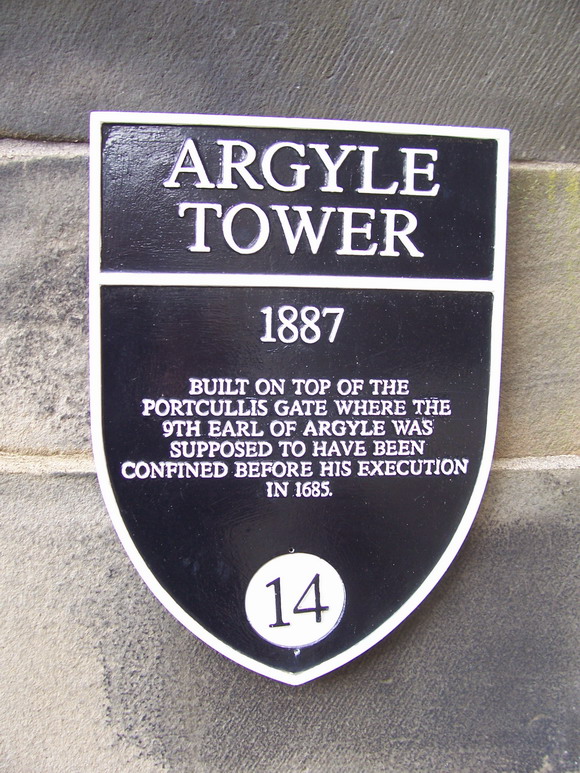 ARGYLE
TOWER
1887
BUILT ON TOP OF THE
PORTCULLIS GATE WHERE THE
9TH EARL OF ARGYLE WAS
SUPPOSED TO HAVE BEEN
CONFINED BEFORE HIS EXECUTION
IN 1685.
14